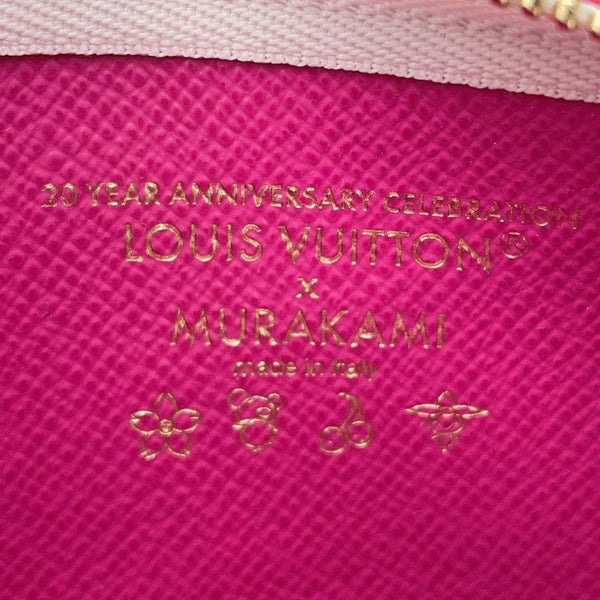 20 YEAR ANNIVERSARY CELEBRATION
LOUIS VUITTON®
x
MURAKAMI
made in Italy